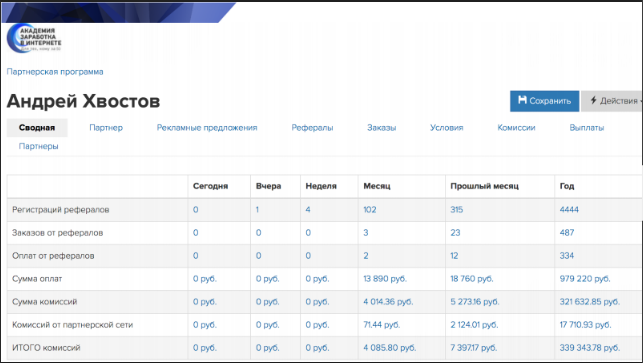 АКАДЕМИЯ
ЗАРАБОТКА
В ИНТЕРНЕТЕ
Партнерская программа
Андрей Хвостов
Сохранить Действия
Сводная Партнер Рекламные предложения Рефералы Заказы Условия Комиссии Выплаты
Партнеры
Сегодня Вчера Неделя Месяц Прошлый месяц Год
Регистраций рефералов 0 1 4 102 315 4444
Заказов от рефералов 0 0 0 3 23 487
Оплат от рефералов 0 0 0 2 12 334
Сумма оплат 0 руб. 0 руб. 0 руб. 13 890 руб. 18 760 руб. 979 220 руб.
Сумма комиссий 0 руб. 0 руб. 0 руб. 4 014.36 руб. 5 273.16 руб. 321 632.85 руб.
Комиссий от партнерской сети 0 руб. 0 руб. 0 руб. 71.44 руб. 2 124.01 руб. 17 710.93 руб.
ИТОГО комиссий 0 руб. 0 руб. 0 руб. 4 085.80 руб. 7 397.17 руб. 339 343.78 руб.